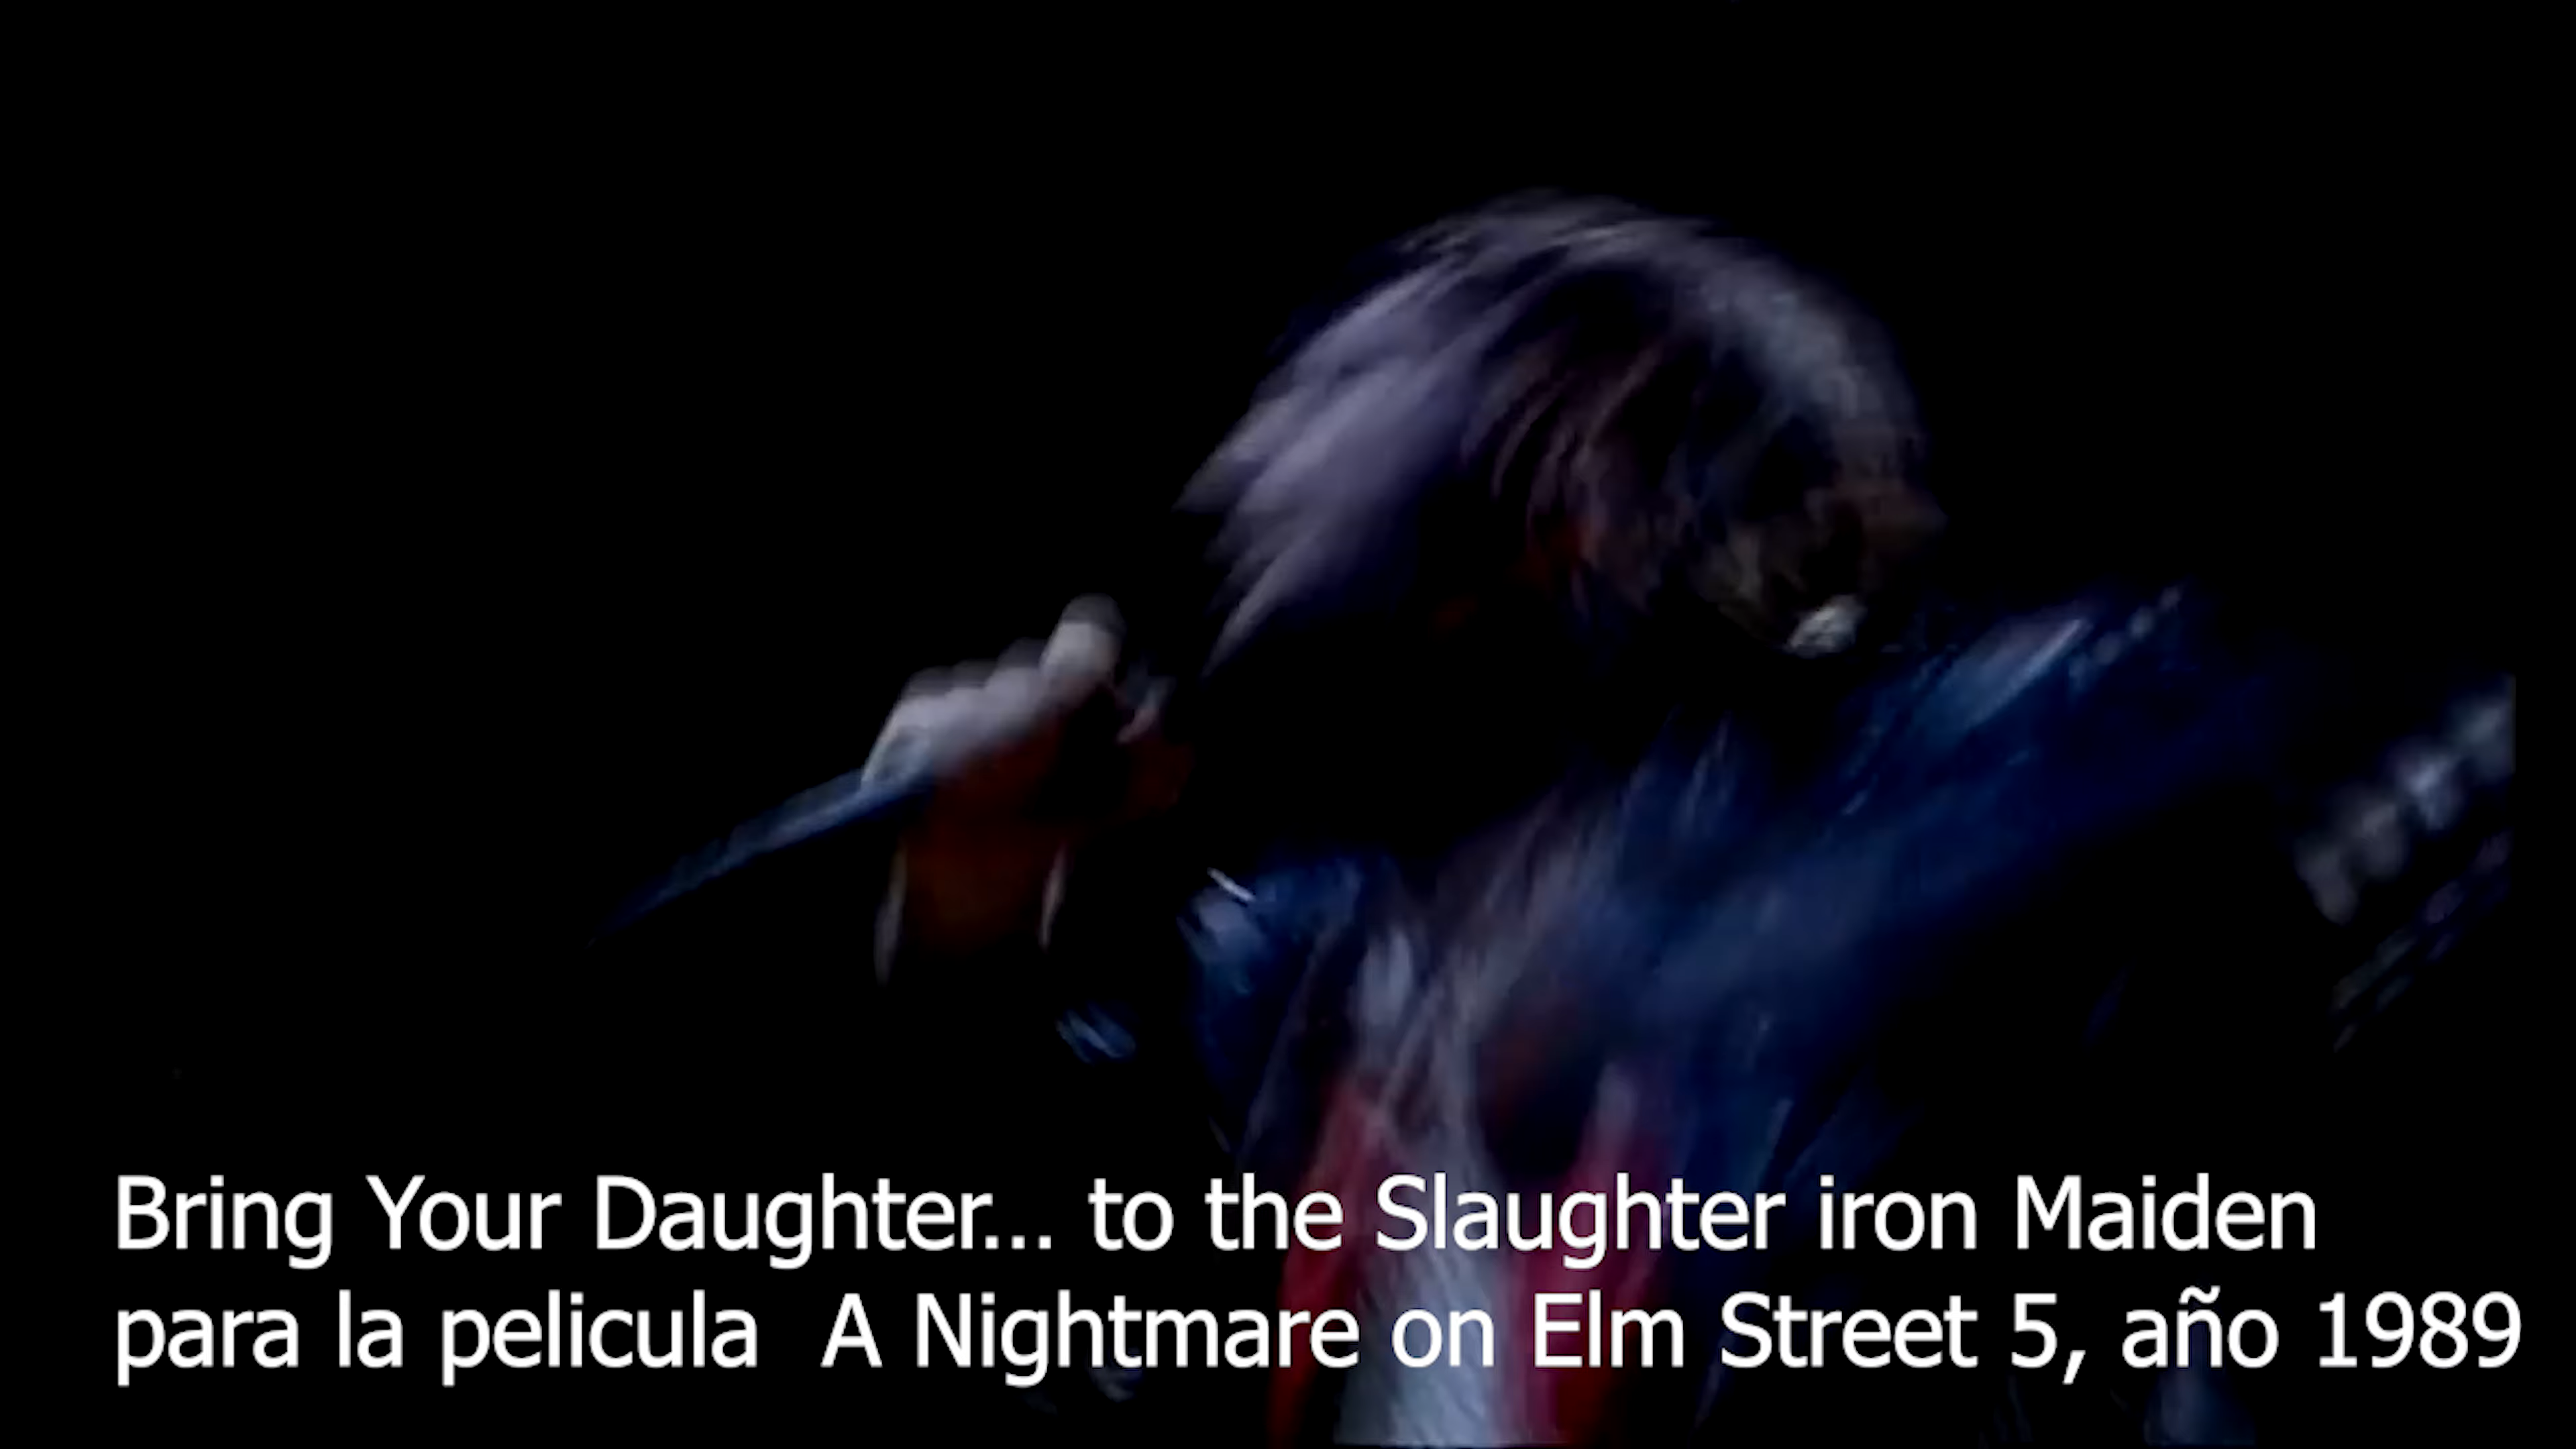 Bring Your Daughter... to the Slaughter iron Maiden
para la pelicula  A Nightmare on Elm Street 5, año 1989